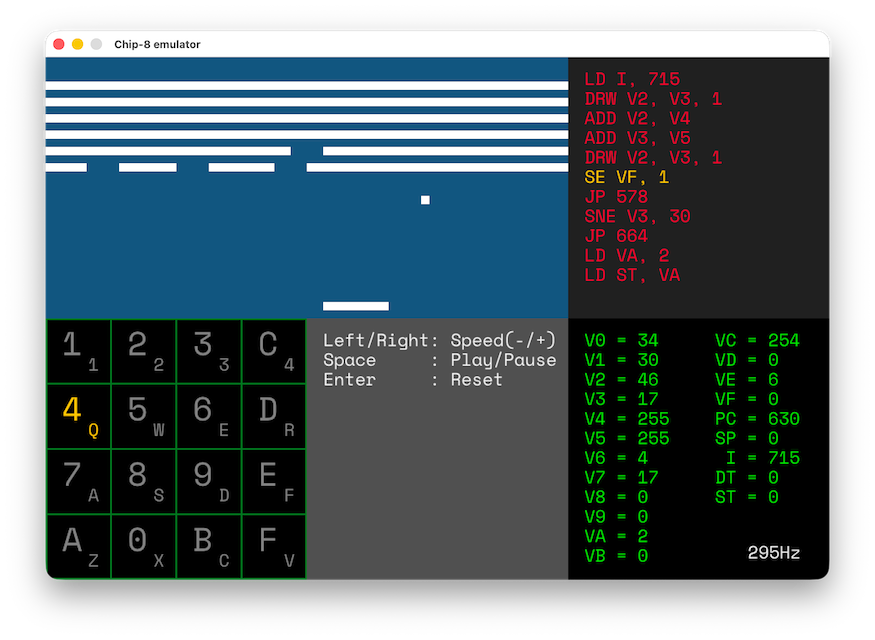 Chip-8 emulator
LD I, 715
DRW V2, V3, 1
ADD V2, V4
ADD V3, V5
DRW V2, V3, 1
SE VF, 1
JP 578
SNE V3, 30
JP 664
LD VA, 2
LD ST, VA
1 1 2 2 3 3 C 4
4 Q 5 W 6 E D R
7 A 8 S 9 D E F
A Z 0 X B C F V
Left/Right: Speed(-/+)
Space     : Play/Pause
Enter     : Reset
V0 = 34 VC = 254
V1 = 30 VD = 0
V2 = 46 VE = 6
V3 = 17 VF = 0
V4 = 255 PC = 630
V5 = 255 SP = 0
V6 = 4 I = 715
V7 = 17 DT = 0
V8 = 0 ST = 0
V9 = 0
VA = 2
VB = 0
295Hz